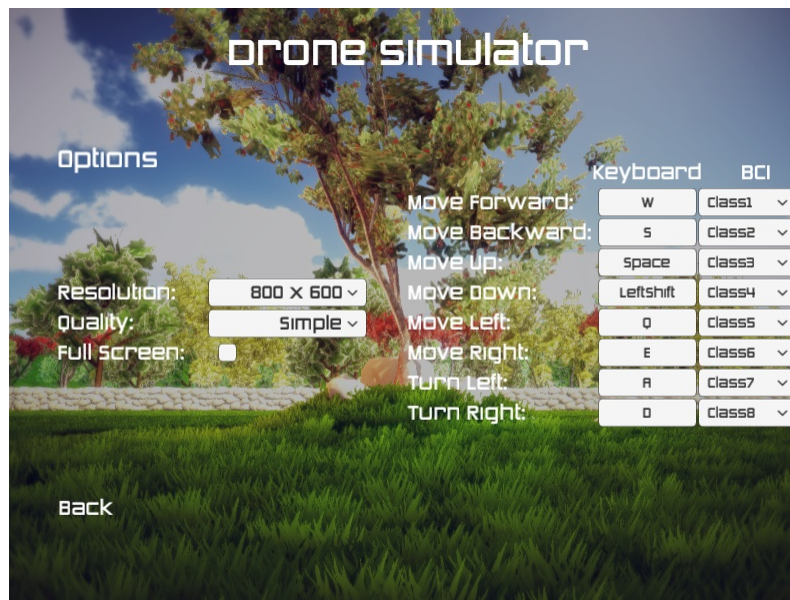 Drone Simulator
Options
Keyboard BCI
Move Forward: W Class1
Move Backward: S Class2
Move Up: Space Class3
Resolution: 800 X 600 Move Down: LeftShift Class4
Quality: Simple Move Left: Q Class5
Full Screen: Move Right: E Class6
Turn Left: A Class7
Turn Right: D Class8
Back